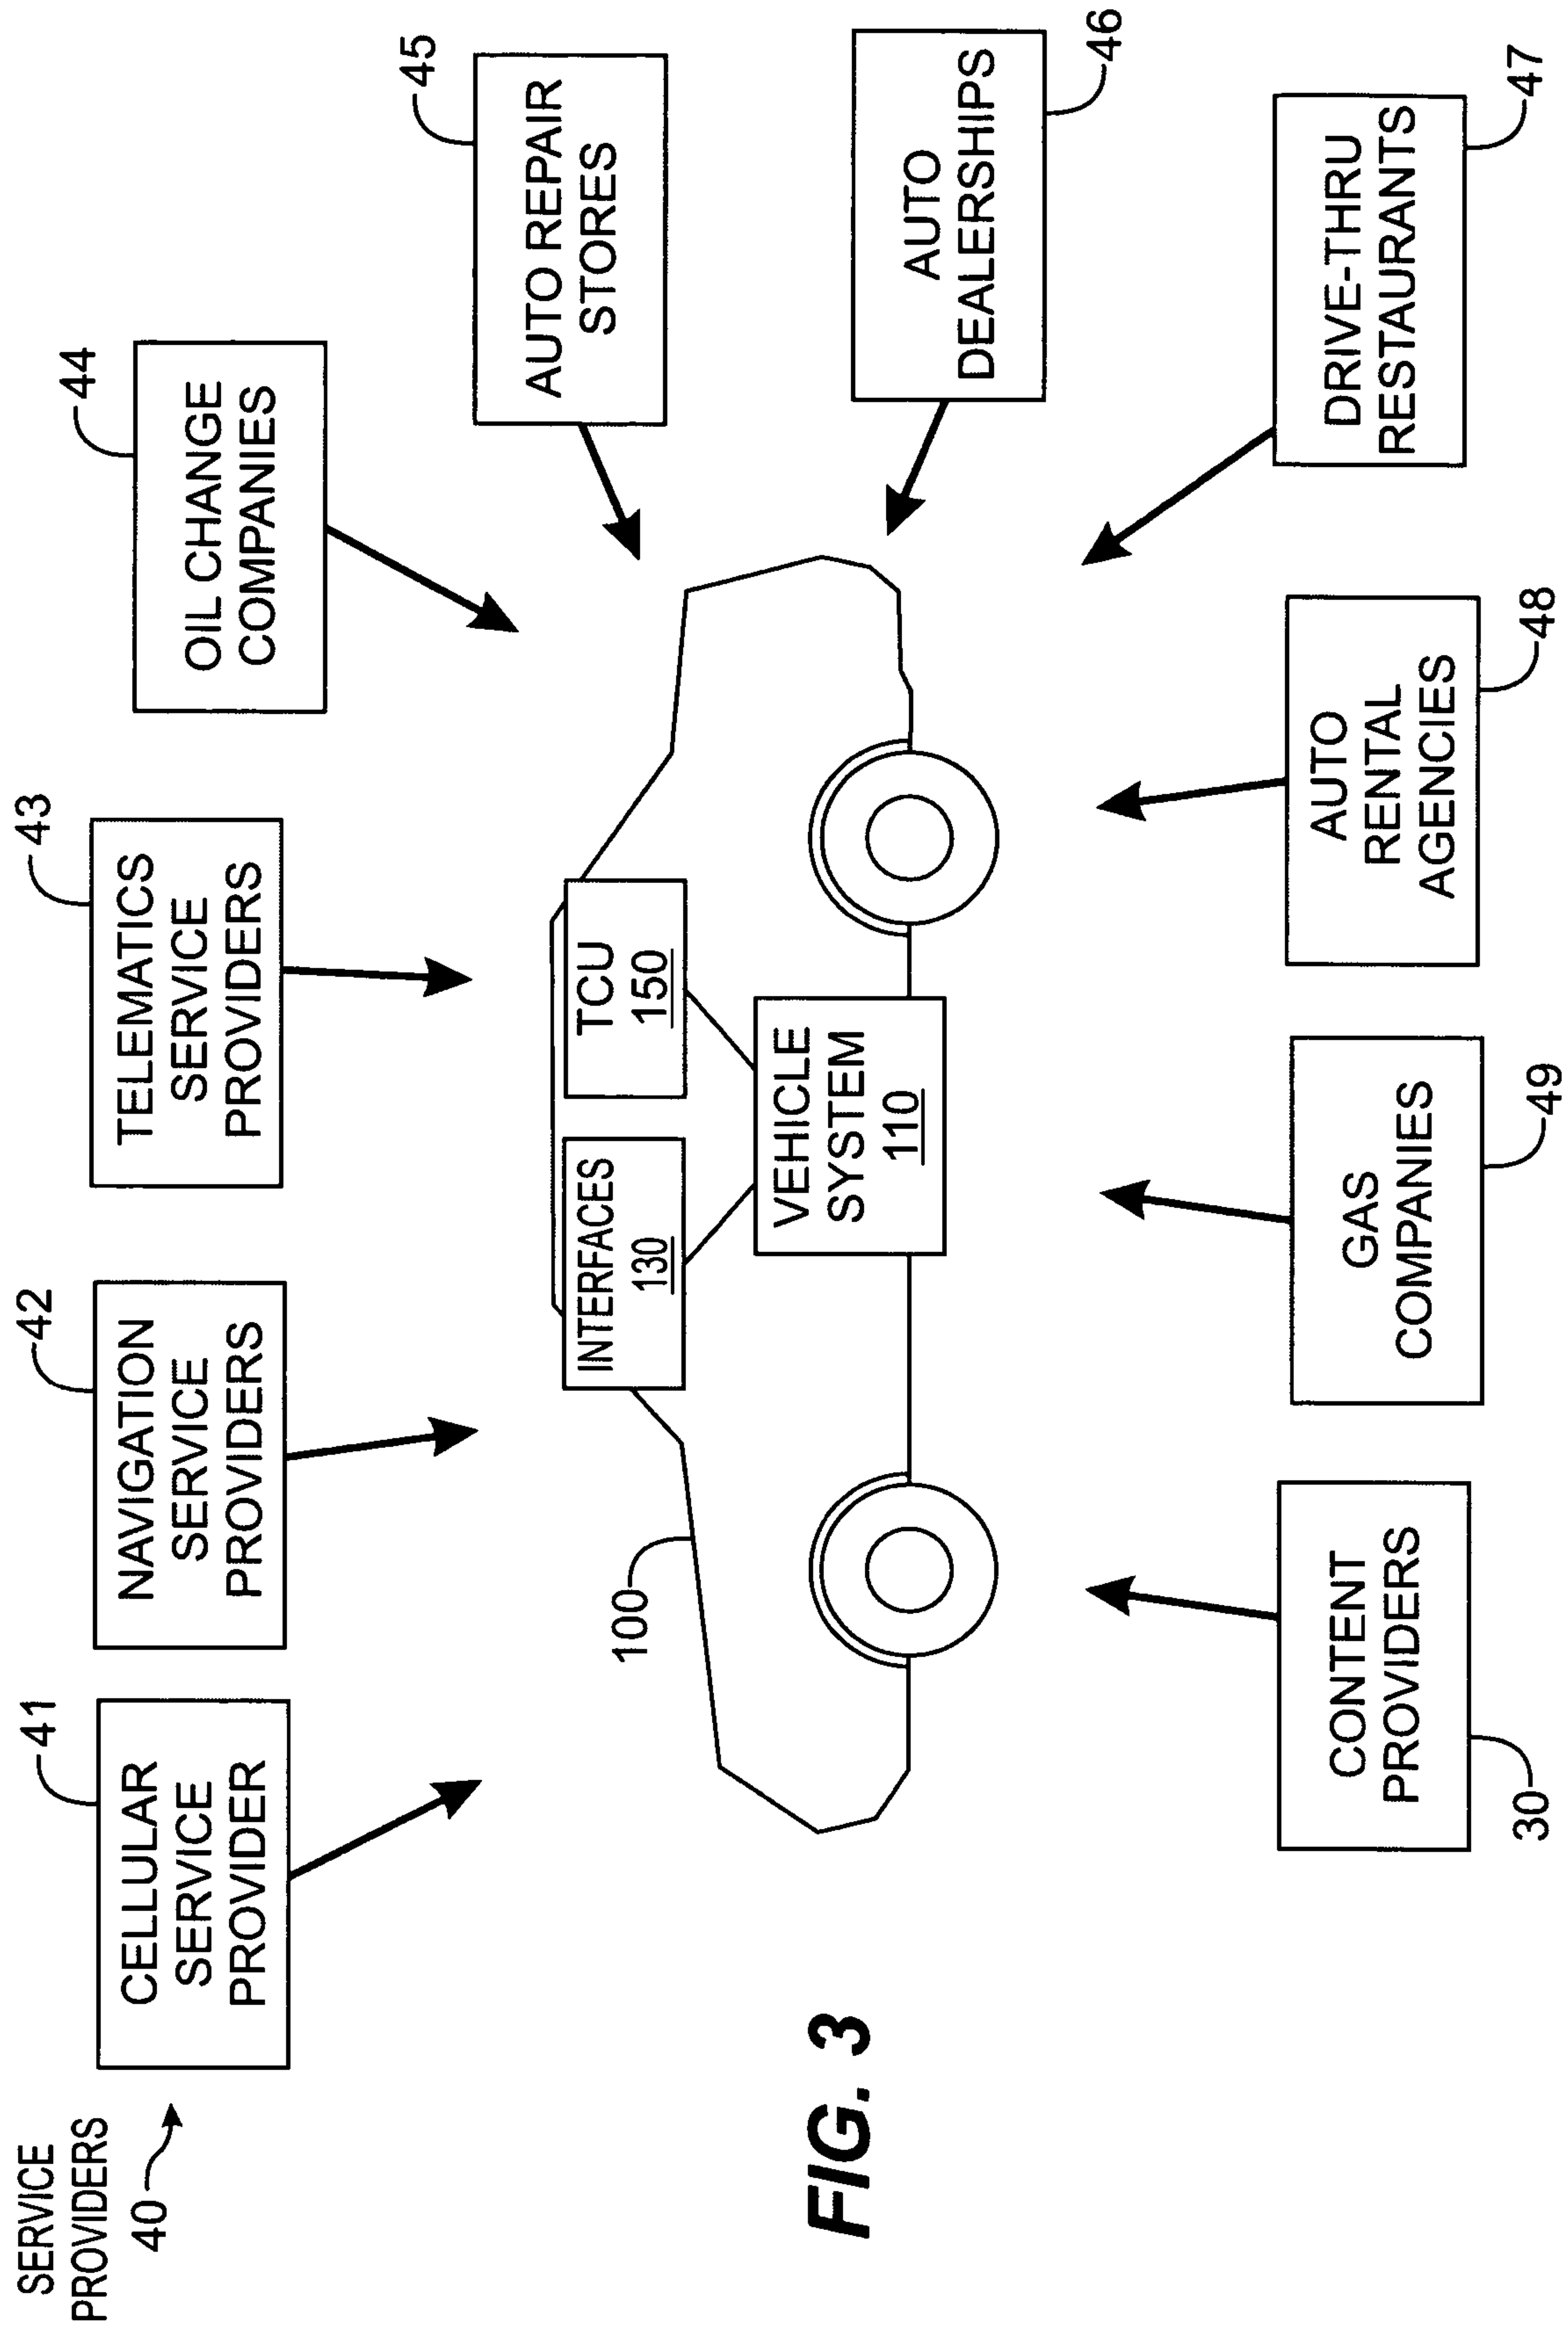 SERVICE
PROVIDERS
40
41
CELLULAR
SERVICE
PROVIDER
42
NAVIGATION
SERVICE
PROVIDERS
43
TELEMATICS
SERVICE
PROVIDERS
44
OIL CHANGE
COMPANIES
45
AUTO REPAIR
STORES
AUTO
DEALERSHIPS
46
DRIVE-THRU
RESTAURANTS
47
100
INTERFACES
130
TCU
150
VEHICLE
SYSTEM
110
CONTENT
PROVIDERS
30
GAS
COMPANIES
49
AUTO
RENTAL
AGENCIES
48
FIG. 3